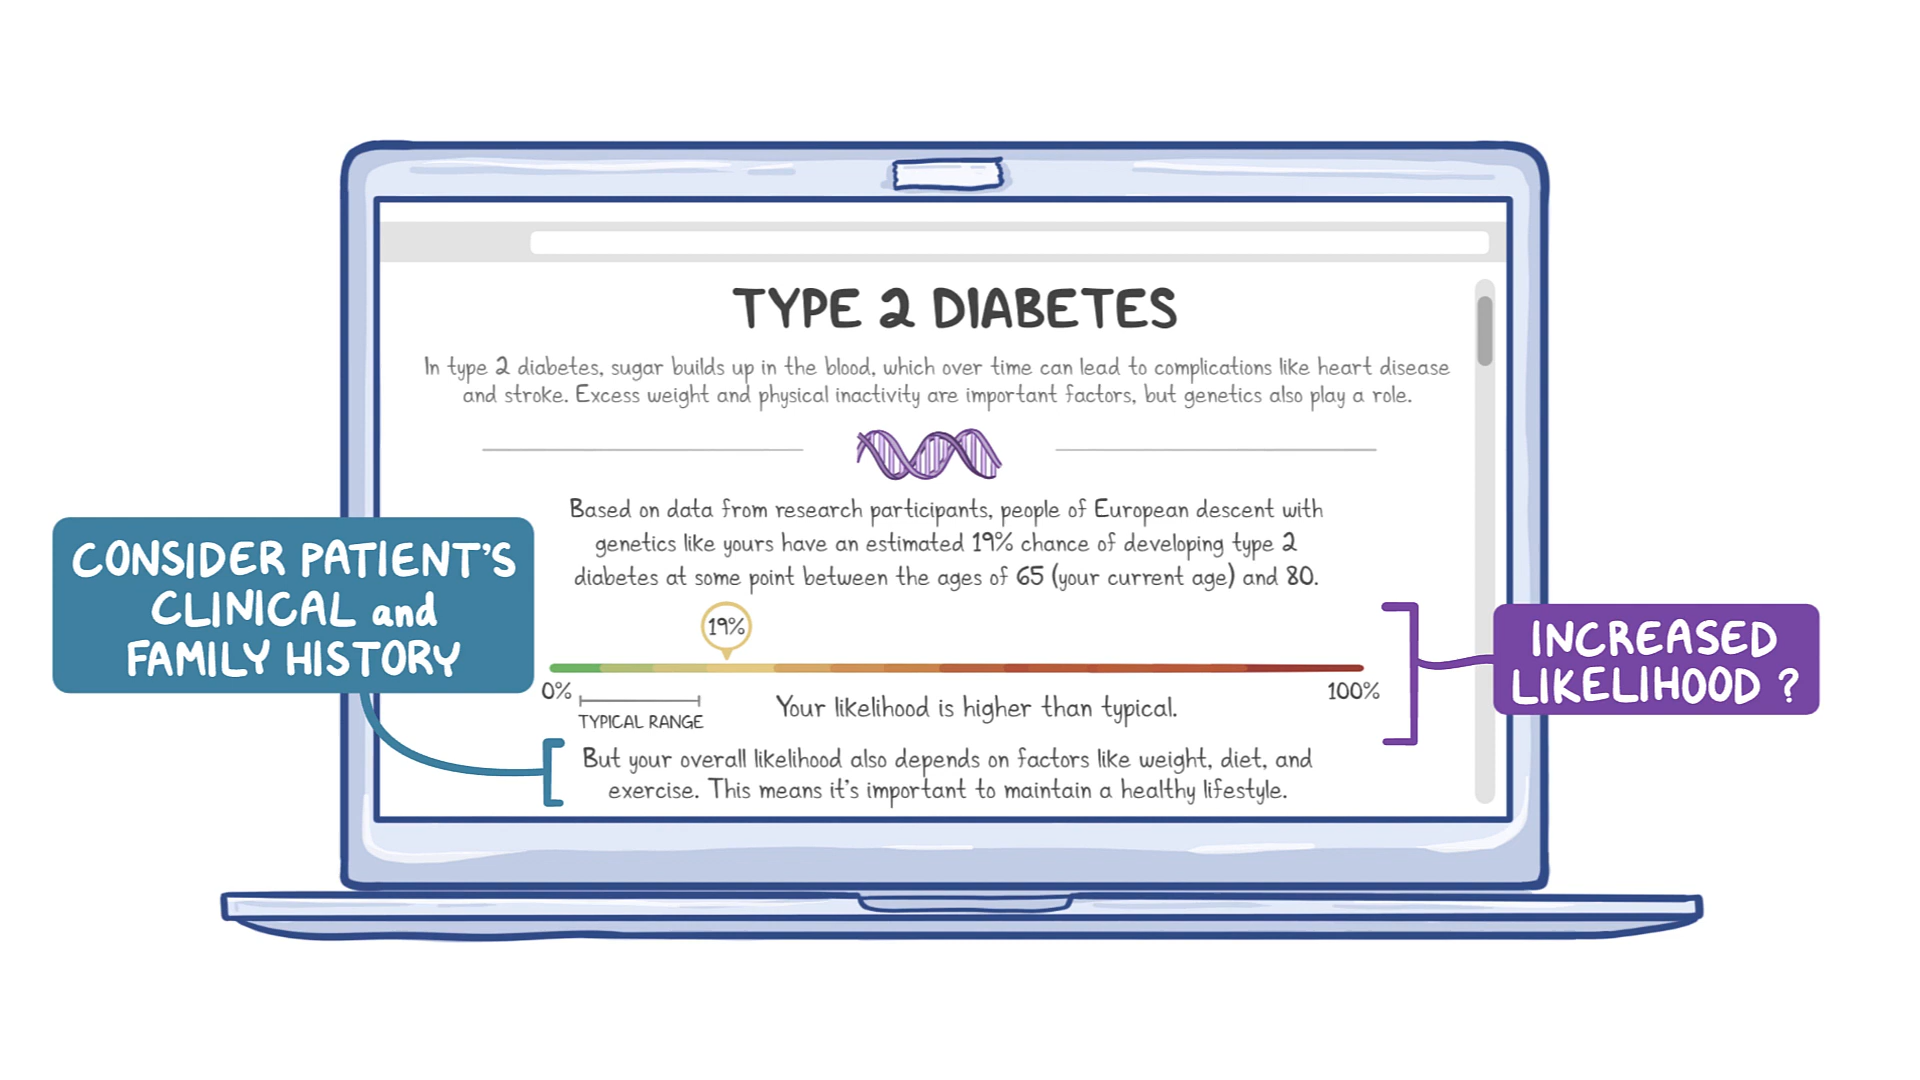 TYPE 2 DIABETES
In type 2 diabetes, sugar builds up in the blood, which over time can lead to complications like heart disease
and stroke. Excess weight and physical inactivity are important factors, but genetics also play a role.
Based on data from research participants, people of European descent with
genetics like yours have an estimated 19% chance of developing type 2
diabetes at some point between the ages of 65 (your current age) and 80.
CONSIDER PATIENT'S
CLINICAL and
FAMILY HISTORY
19%
0%
100%
TYPICAL RANGE
Your likelihood is higher than typical.
INCREASED
LIKELIHOOD ?
But your overall likelihood also depends on factors like weight, diet, and
exercise. This means it's important to maintain a healthy lifestyle.